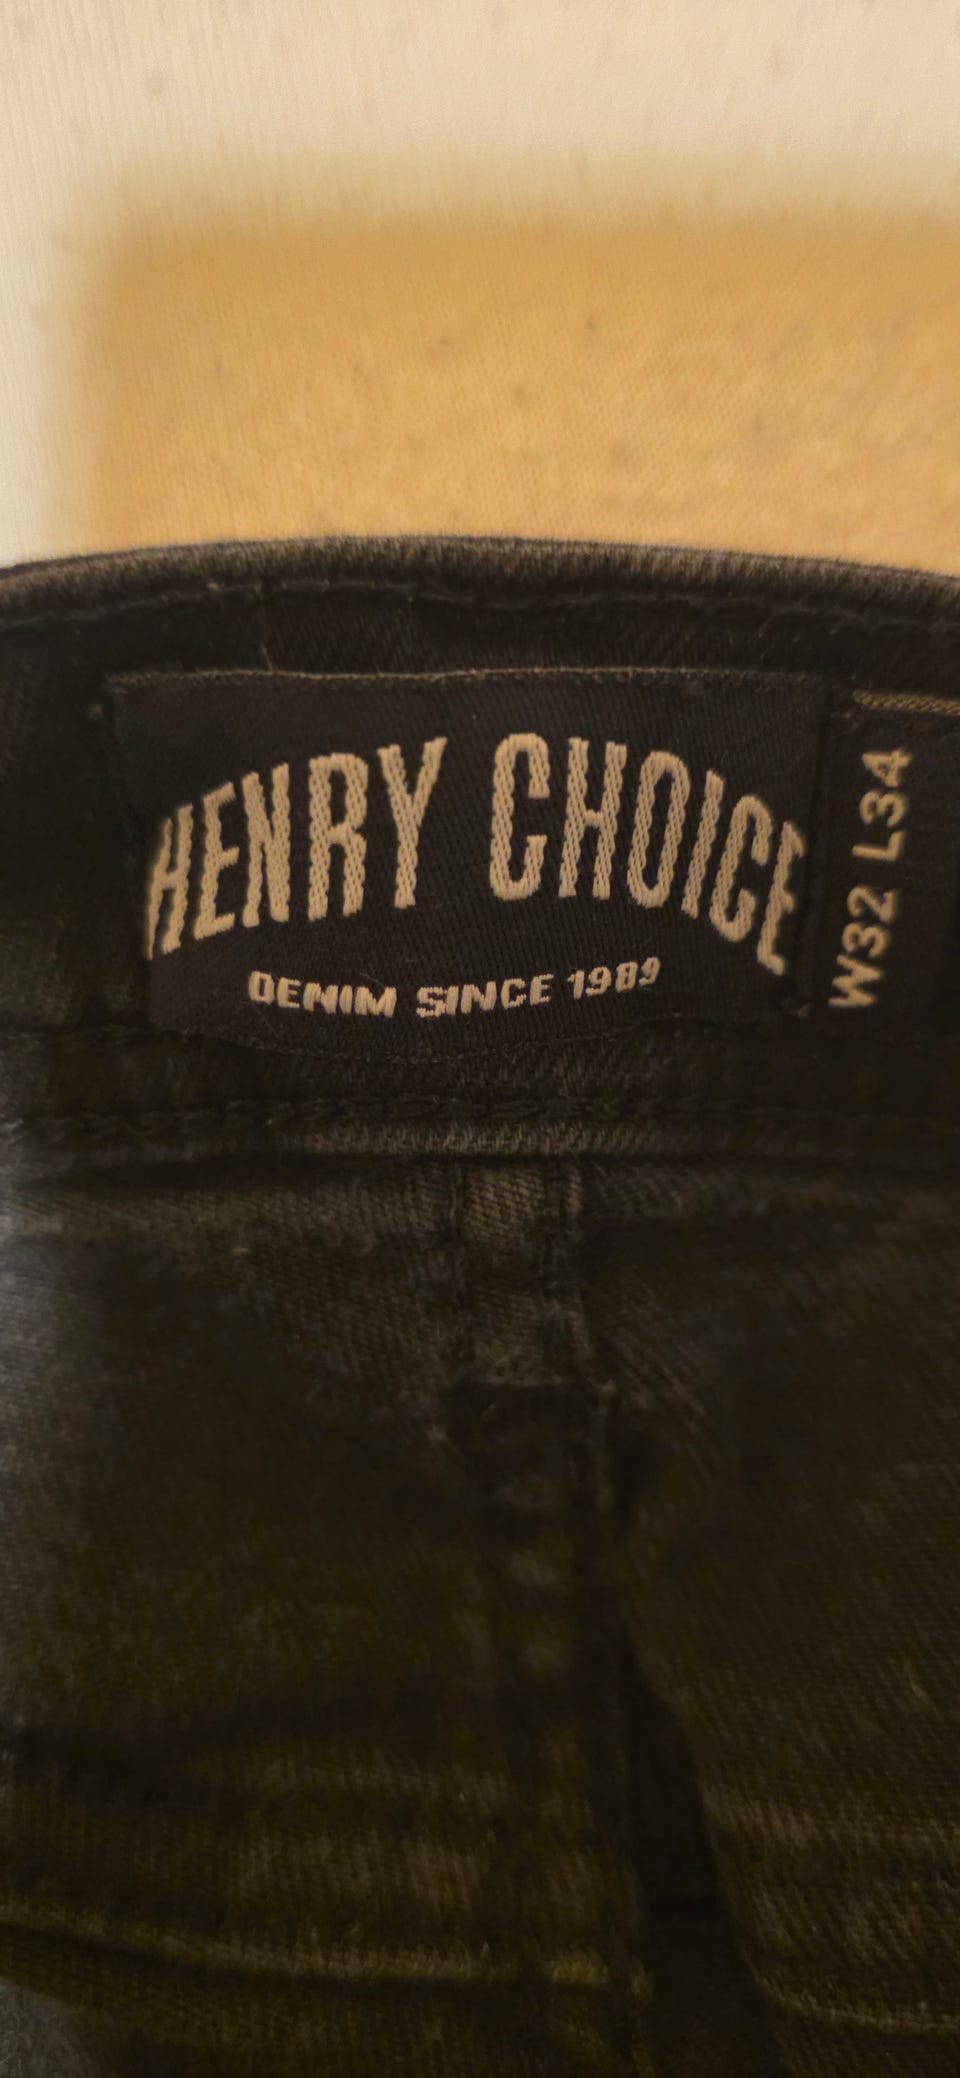 HENRY CHOICE
DENIM SINCE 1989
W32 L34